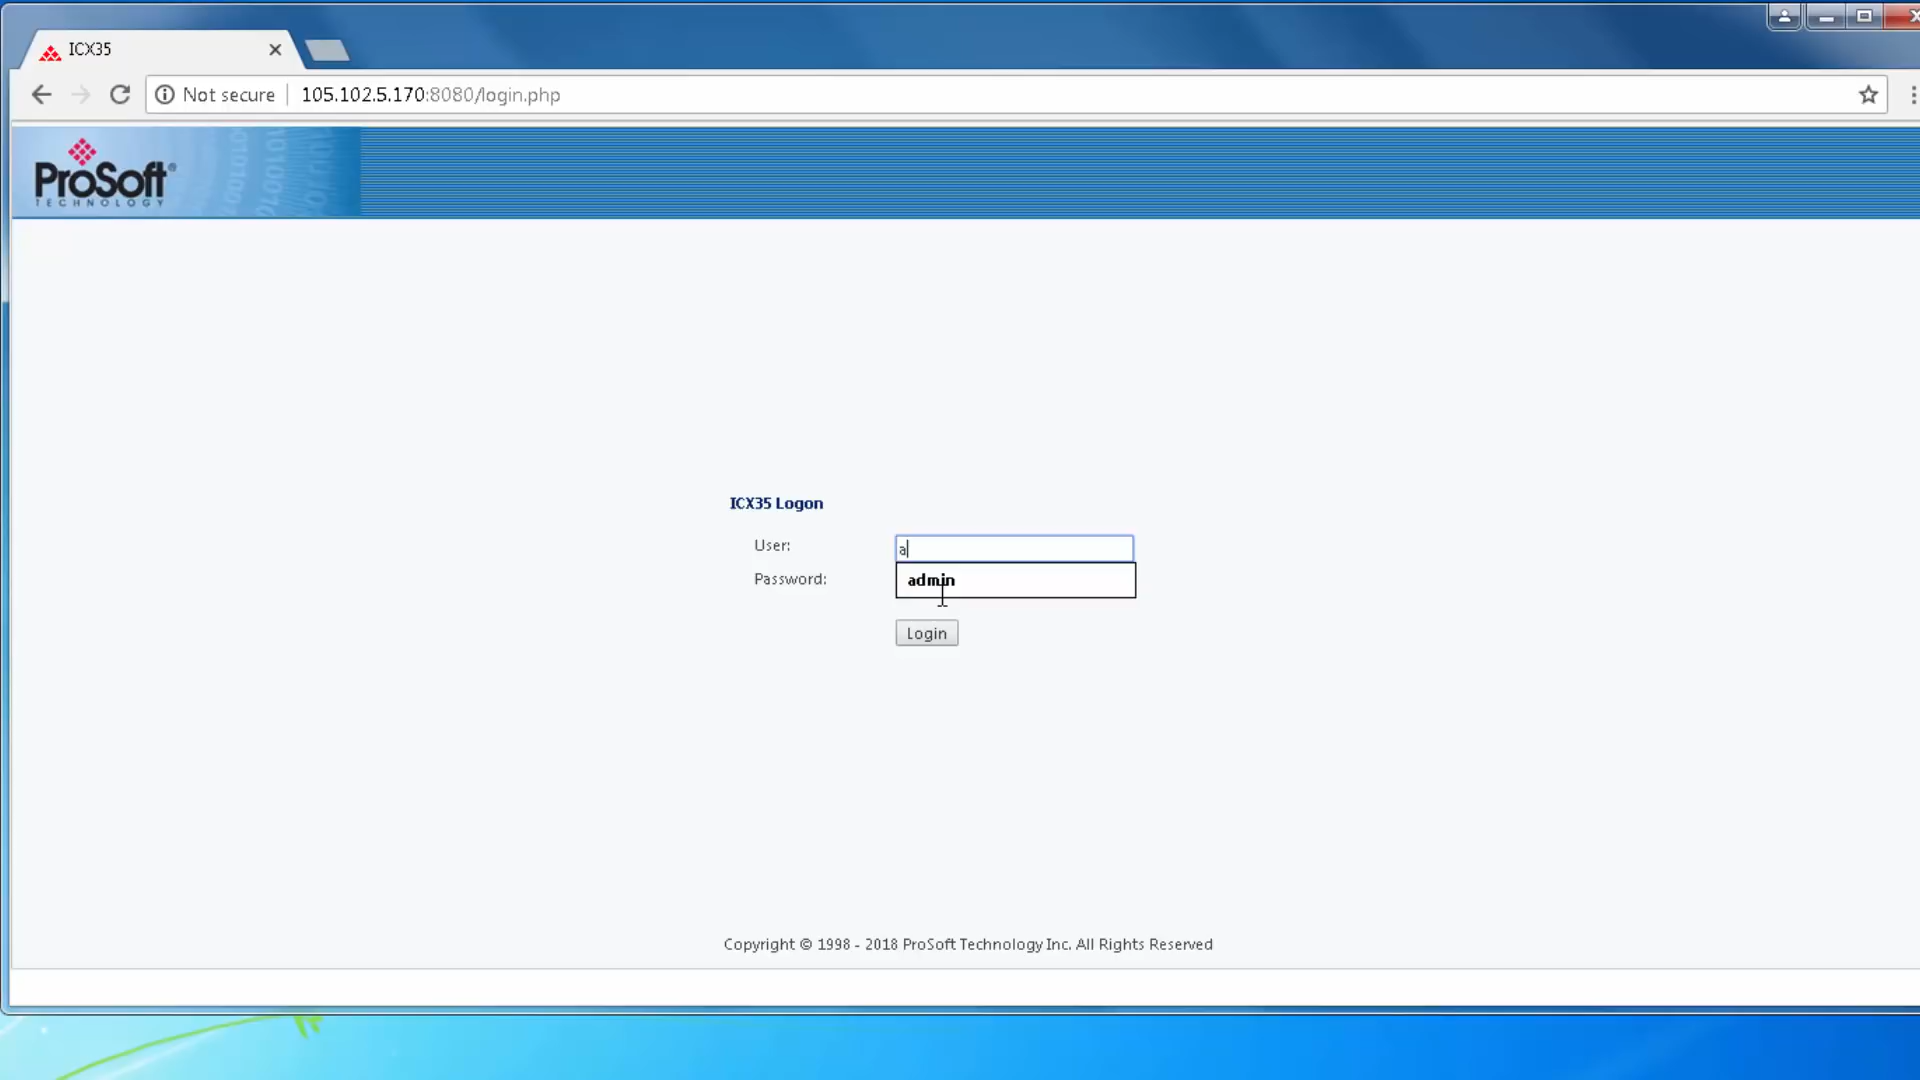 ICX35
Not secure 105.102.5.170:8080/login.php
ProSoft®
TECHNOLOGY
ICX35 Logon
User: a
Password: admin
Login
Copyright © 1998 - 2018 ProSoft Technology Inc. All Rights Reserved